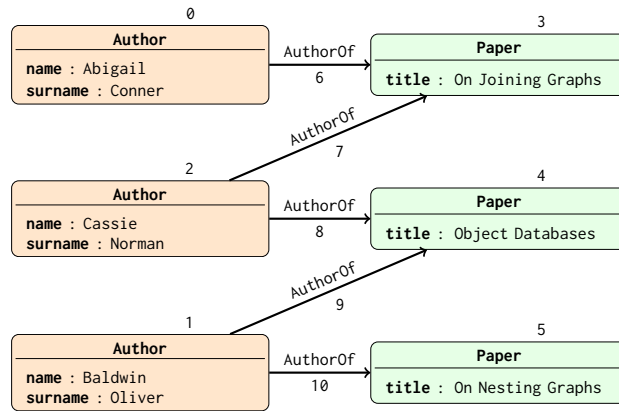 0
Author
name : Abigail
surname : Conner
AuthorOf
6
3
Paper
title : On Joining Graphs
AuthorOf
7
2
Author
name : Cassie
surname : Norman
AuthorOf
8
4
Paper
title : Object Databases
AuthorOf
9
1
Author
name : Baldwin
surname : Oliver
AuthorOf
10
5
Paper
title : On Nesting Graphs